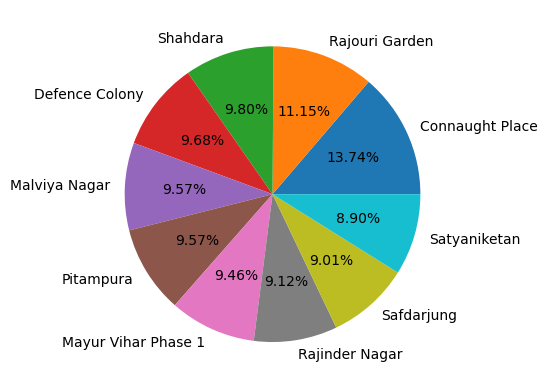 Shahdara
Rajouri Garden
Defence Colony
9.80%
11.15%
Connaught Place
9.68%
13.74%
Malviya Nagar
9.57%
8.90%
Satyaniketan
9.57%
9.01%
Pitampura
9.46%
9.12%
Safdarjung
Mayur Vihar Phase 1
Rajinder Nagar